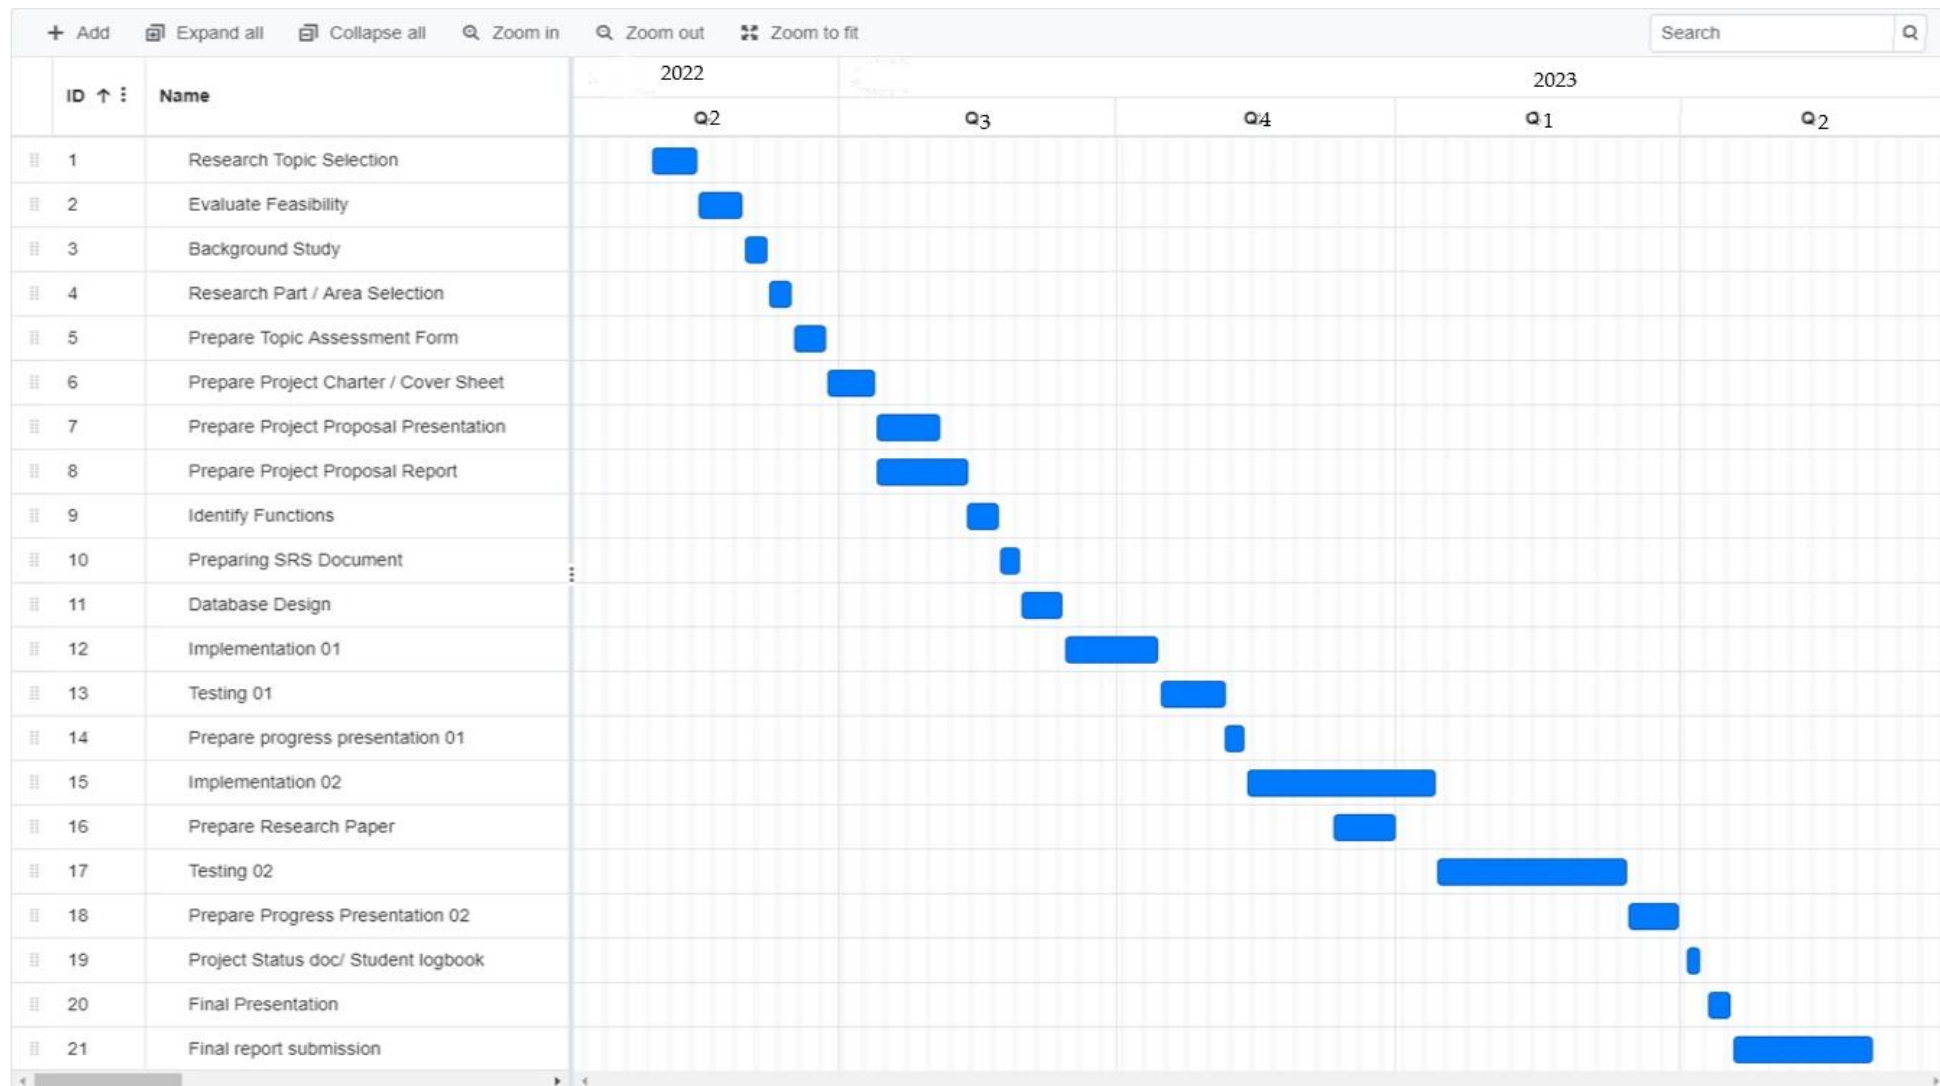 + Add Expand all Collapse all Zoom in Zoom out Zoom to fit Search
2022 2023
ID ↑ Name
Q2 Q3 Q4 Q1 Q2
1 Research Topic Selection
2 Evaluate Feasibility
3 Background Study
4 Research Part / Area Selection
5 Prepare Topic Assessment Form
6 Prepare Project Charter / Cover Sheet
7 Prepare Project Proposal Presentation
8 Prepare Project Proposal Report
9 Identify Functions
10 Preparing SRS Document
11 Database Design
12 Implementation 01
13 Testing 01
14 Prepare progress presentation 01
15 Implementation 02
16 Prepare Research Paper
17 Testing 02
18 Prepare Progress Presentation 02
19 Project Status doc/ Student logbook
20 Final Presentation
21 Final report submission